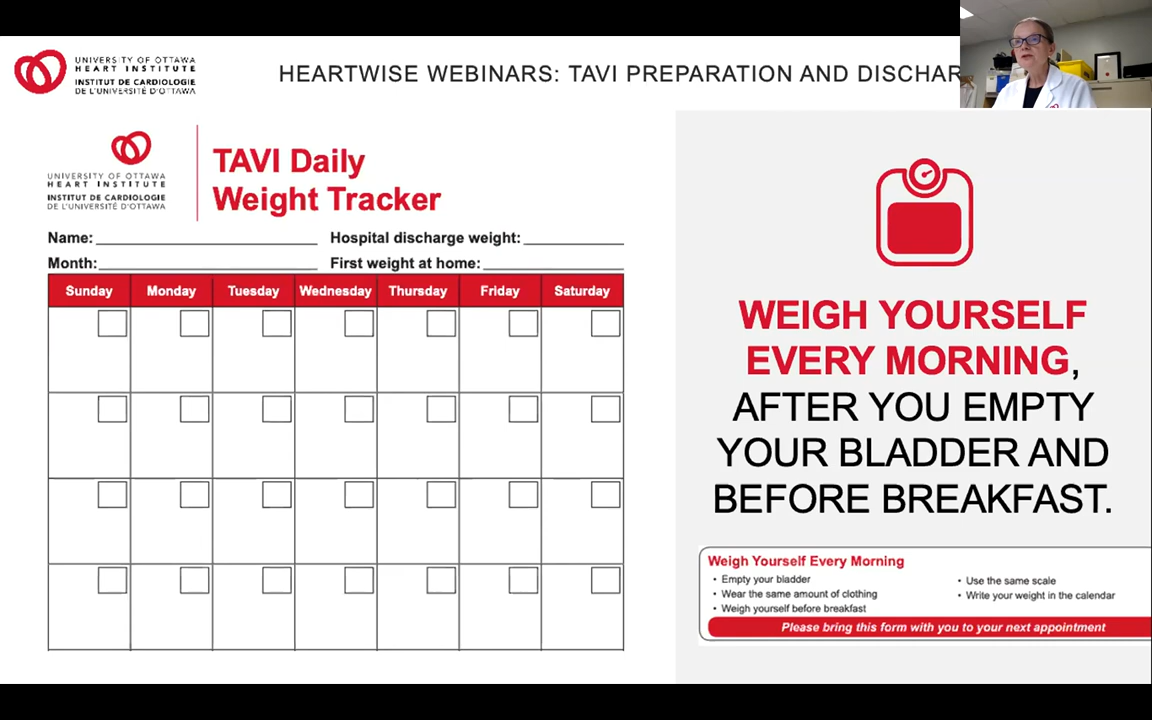 UNIVERSITY OF OTTAWA
HEART INSTITUTE
INSTITUT DE CARDIOLOGIE
DE L'UNIVERSITÉ D'OTTAWA
HEARTWISE WEBINARS: TAVI PREPARATION AND DISCHAR
UNIVERSITY OF OTTAWA
HEART INSTITUTE
INSTITUT DE CARDIOLOGIE
DE L'UNIVERSITÉ D'OTTAWA
TAVI Daily
Weight Tracker
Name:
Hospital discharge weight:
Month:
First weight at home:
Sunday Monday Tuesday Wednesday Thursday Friday Saturday
WEIGH YOURSELF
EVERY MORNING,
AFTER YOU EMPTY
YOUR BLADDER AND
BEFORE BREAKFAST.
Weigh Yourself Every Morning
• Empty your bladder
• Wear the same amount of clothing
• Weigh yourself before breakfast
• Use the same scale
• Write your weight in the calendar
Please bring this form with you to your next appointment